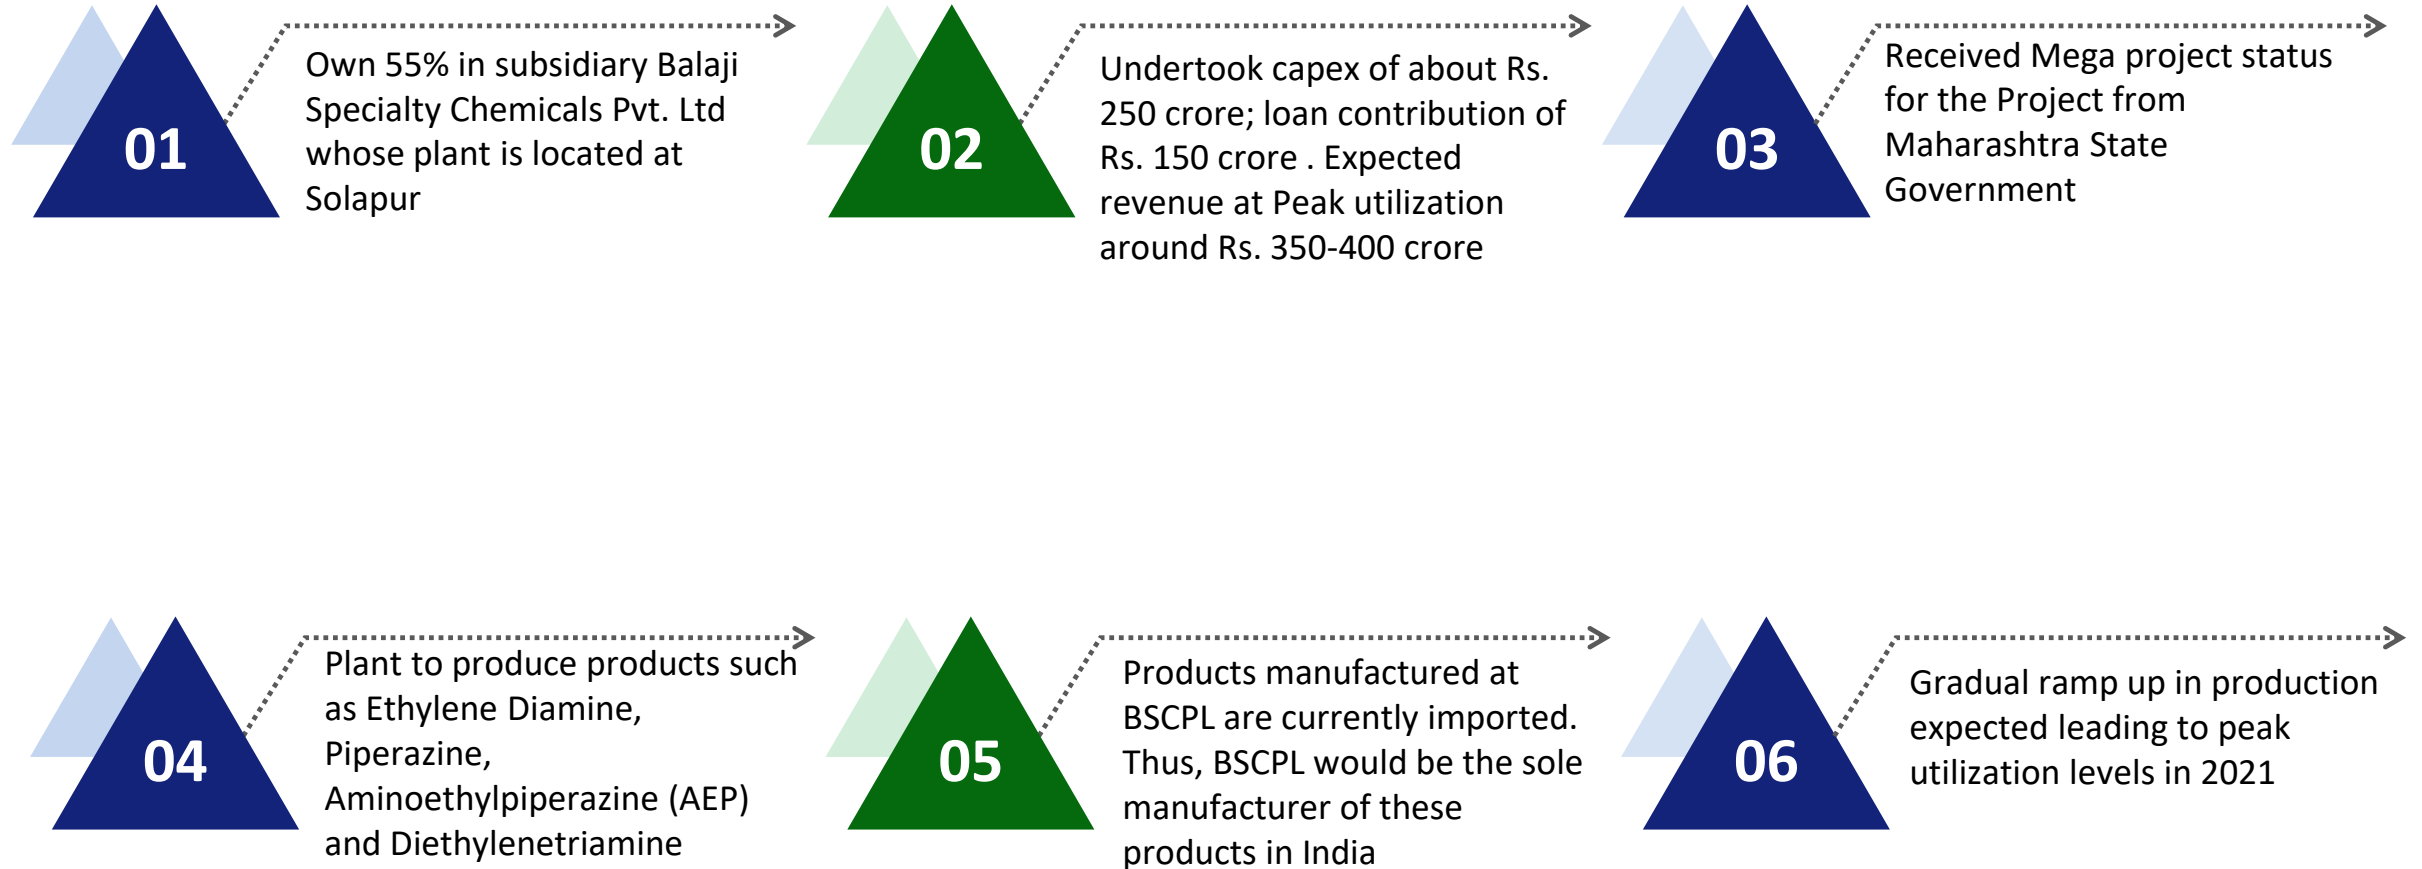 01
Own 55% in subsidiary Balaji
Specialty Chemicals Pvt. Ltd
whose plant is located at
Solapur
02
Undertook capex of about Rs.
250 crore; loan contribution of
Rs. 150 crore . Expected
revenue at Peak utilization
around Rs. 350-400 crore
03
Received Mega project status
for the Project from
Maharashtra State
Government
04
Plant to produce products such
as Ethylene Diamine,
Piperazine,
Aminoethylpiperazine (AEP)
and Diethylenetriamine
05
Products manufactured at
BSCPL are currently imported.
Thus, BSCPL would be the sole
manufacturer of these
products in India
06
Gradual ramp up in production
expected leading to peak
utilization levels in 2021